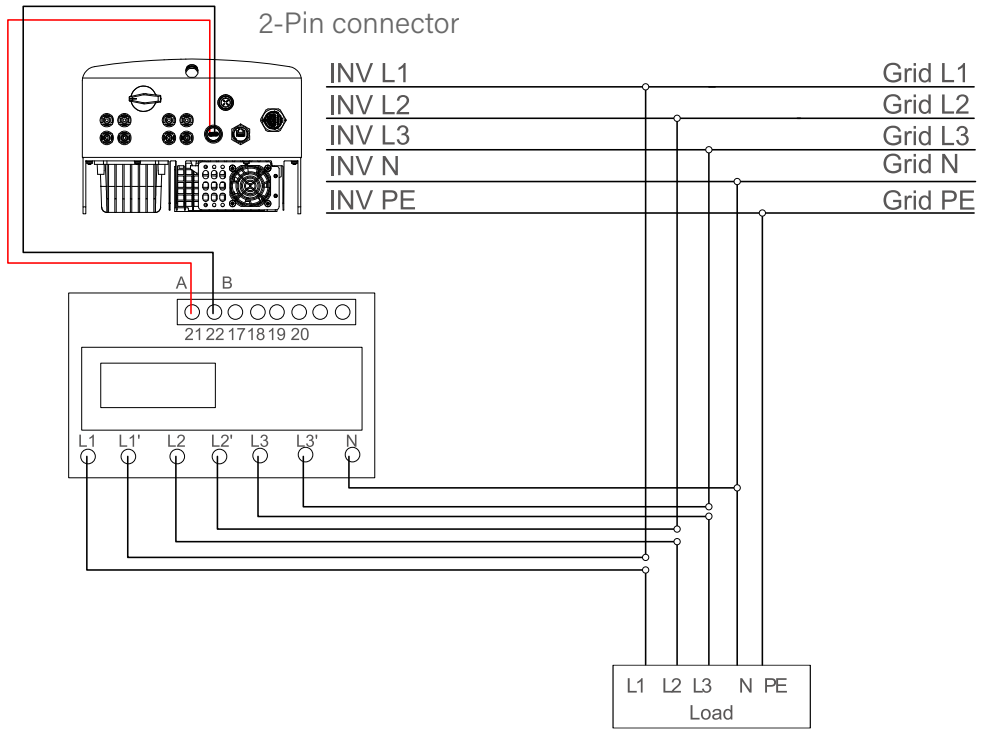 2-Pin connector
INV L1 Grid L1
INV L2 Grid L2
INV L3 Grid L3
INV N Grid N
INV PE Grid PE
A B
21 22 17 18 19 20
L1 L1' L2 L2' L3 L3' N
L1 L2 L3 N PE
Load